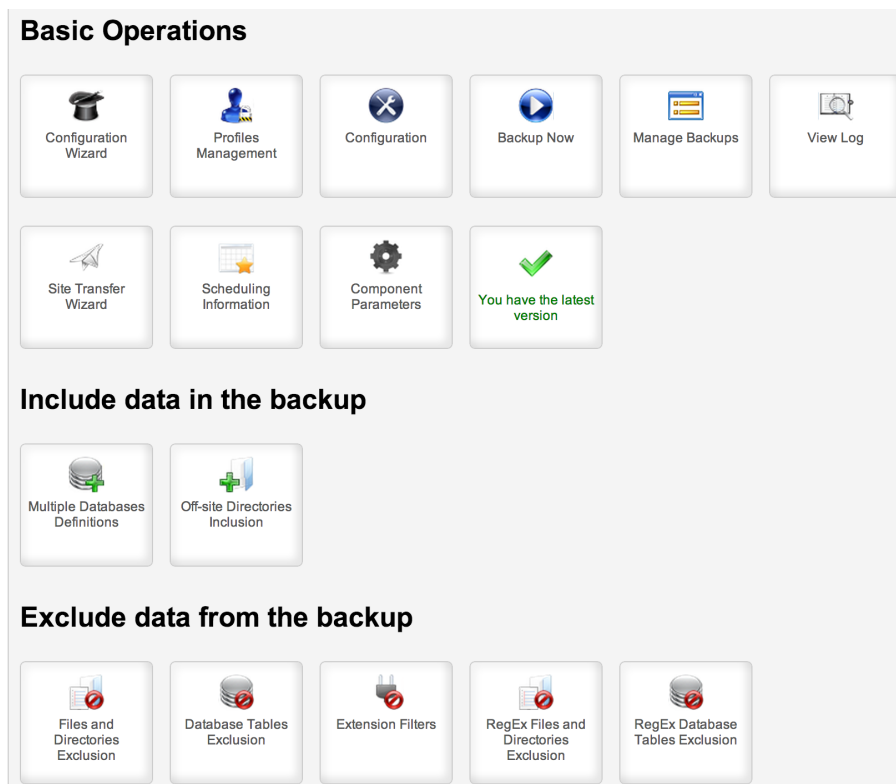 Basic Operations
Configuration
Wizard
Profiles
Management
Configuration
Backup Now
Manage Backups
View Log
Site Transfer
Wizard
Scheduling
Information
Component
Parameters
You have the latest
version
Include data in the backup
Multiple Databases
Definitions
Off-site Directories
Inclusion
Exclude data from the backup
Files and
Directories
Exclusion
Database Tables
Exclusion
Extension Filters
RegEx Files and
Directories
Exclusion
RegEx Database
Tables Exclusion